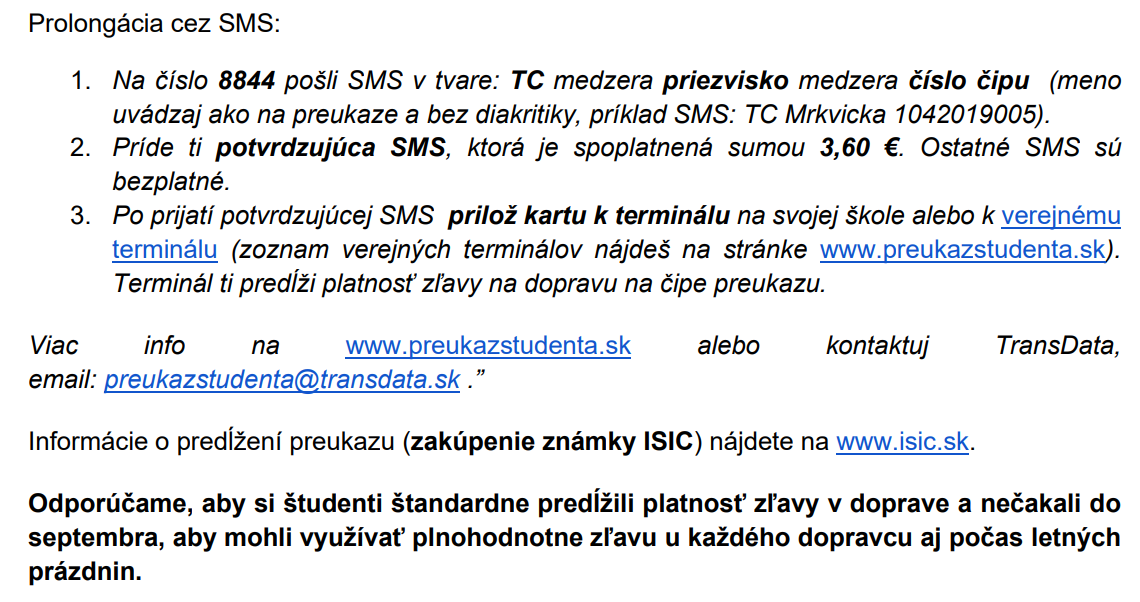 Prolongácia cez SMS:
1. Na číslo 8844 pošli SMS v tvare: TC medzera priezvisko medzera číslo čipu (meno
uvádzaj ako na preukaze a bez diakritiky, príklad SMS: TC Mrkvicka 1042019005).
2. Príde ti potvrdzujúca SMS, ktorá je spoplatnená sumou 3,60 €. Ostatné SMS sú
bezplatné.
3. Po prijatí potvrdzujúcej SMS prilož kartu k terminálu na svojej škole alebo k verejnému
terminálu (zoznam verejných terminálov nájdeš na stránke www.preukazstudenta.sk).
Terminál ti predĺži platnosť zľavy na dopravu na čipe preukazu.
Viac info na www.preukazstudenta.sk alebo kontaktuj TransData,
email: preukazstudenta@transdata.sk .”
Informácie o predĺžení preukazu (zakúpenie známky ISIC) nájdete na www.isic.sk.
Odporúčame, aby si študenti štandardne predĺžili platnosť zľavy v doprave a nečakali do
septembra, aby mohli využívať plnohodnotne zľavu u každého dopravcu aj počas letných
prázdnin.